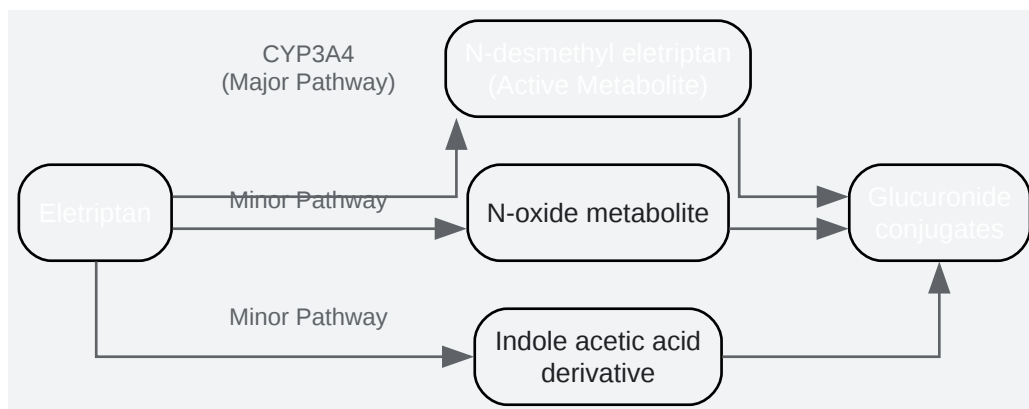 CYP3A4
(Major Pathway)
N-desmethyl eletriptan
(Active Metabolite)
Eletriptan
Minor Pathway
N-oxide metabolite
Glucuronide
conjugates
Minor Pathway
Indole acetic acid
derivative